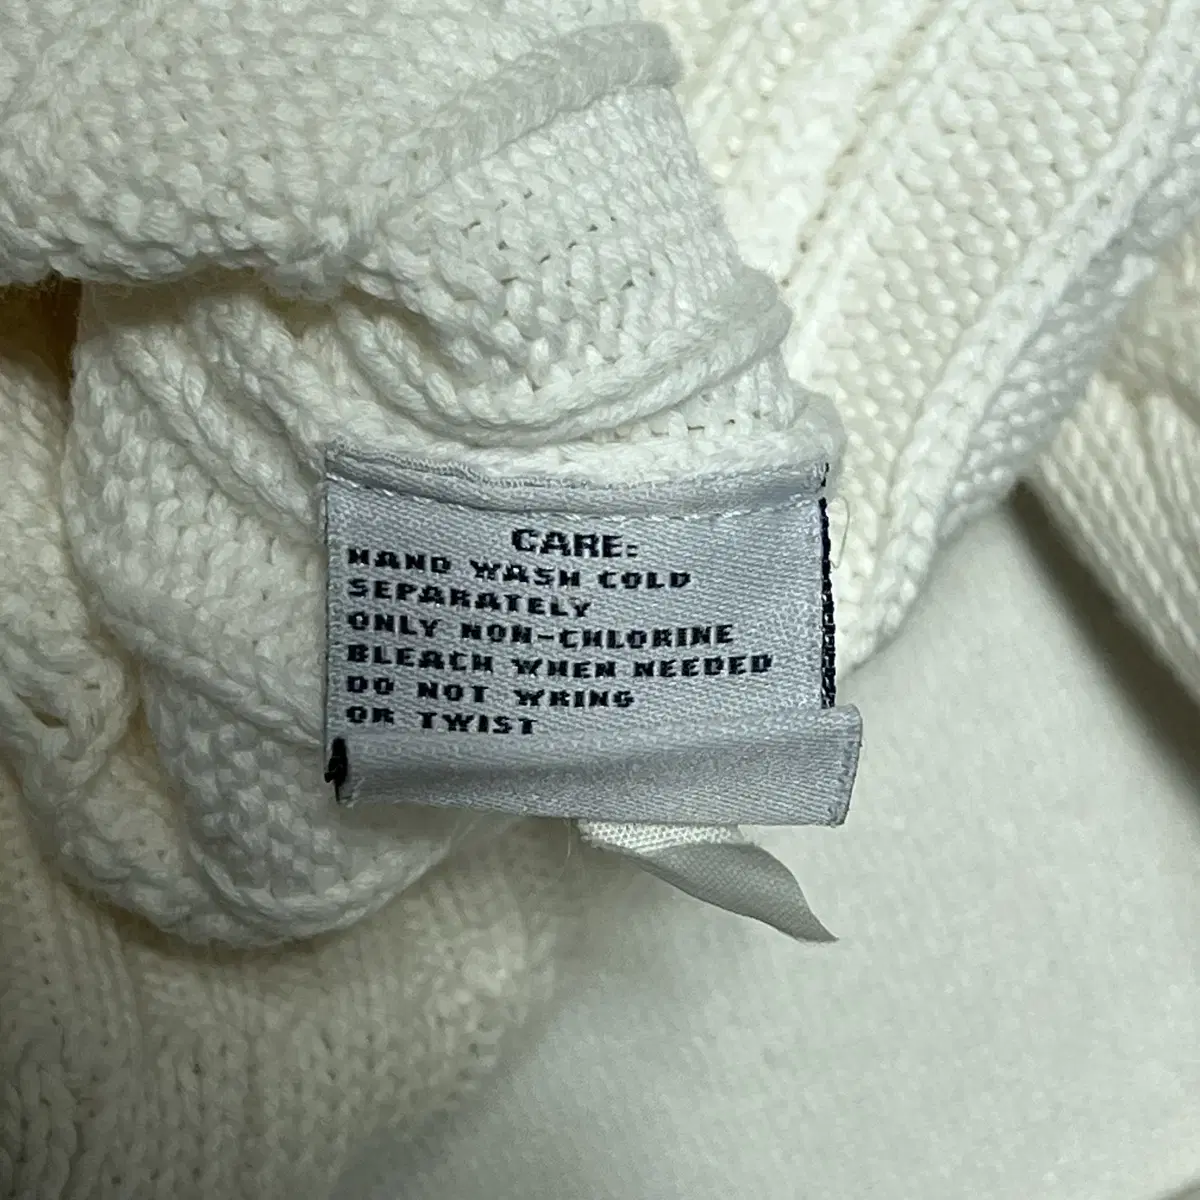 CARE:
HAND WASH COLD
SEPARATELY
ONLY NON-CHLORINE
BLEACH WHEN NEEDED
DO NOT WRING
OR TWIST